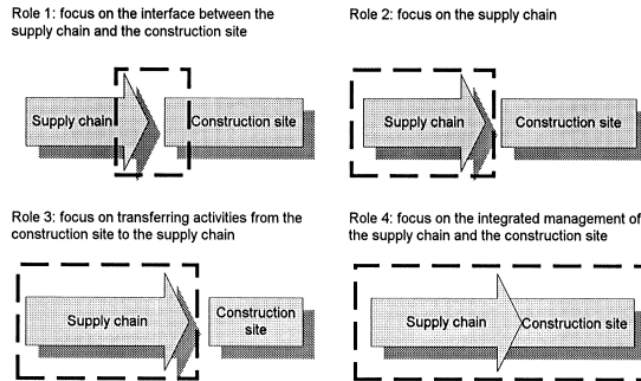 Role 1: focus on the interface between the
supply chain and the construction site
Supply chain
Construction site
Role 2: focus on the supply chain
Supply chain
Construction site
Role 3: focus on transferring activities from the
construction site to the supply chain
Supply chain
Construction
site
Role 4: focus on the integrated management of
the supply chain and the construction site
Supply chain
Construction site